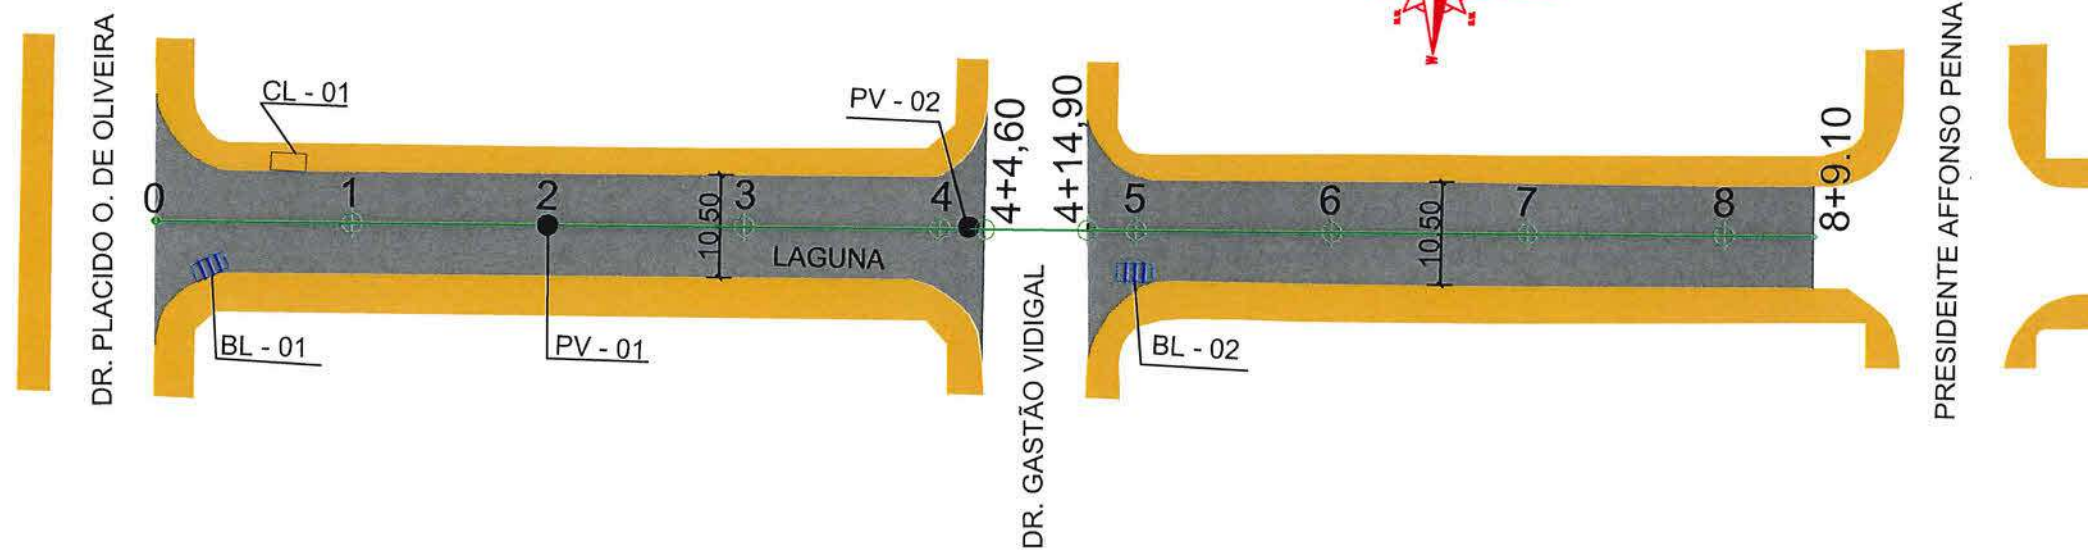 DR. PLACIDO O. DE OLIVEIRA
CL - 01
PV - 02
4+4,60
4+14,90
8+9.10
PRESIDENTE AFFONSO PENNA
0
1
2
3
4
5
6
7
8
10.50
10.50
LAGUNA
BL - 01
PV - 01
BL - 02
DR. GASTÃO VIDIGAL